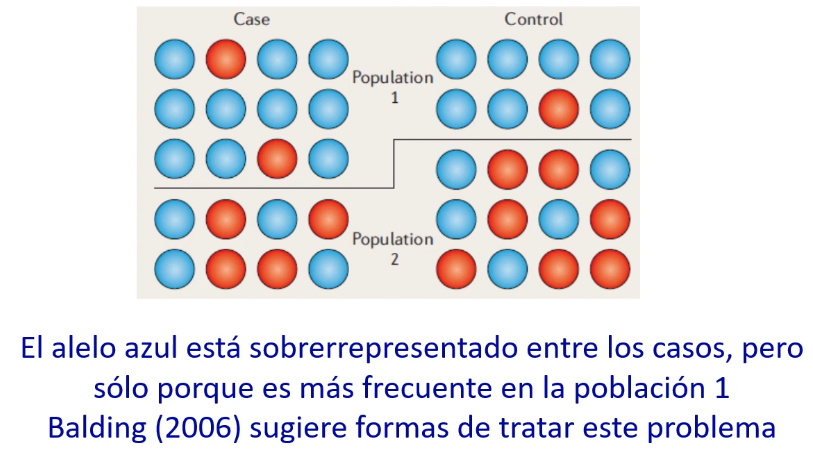 Case
Control
Population
1
Population
2
El alelo azul está sobrerrepresentado entre los casos, pero
sólo porque es más frecuente en la población 1
Balding (2006) sugiere formas de tratar este problema